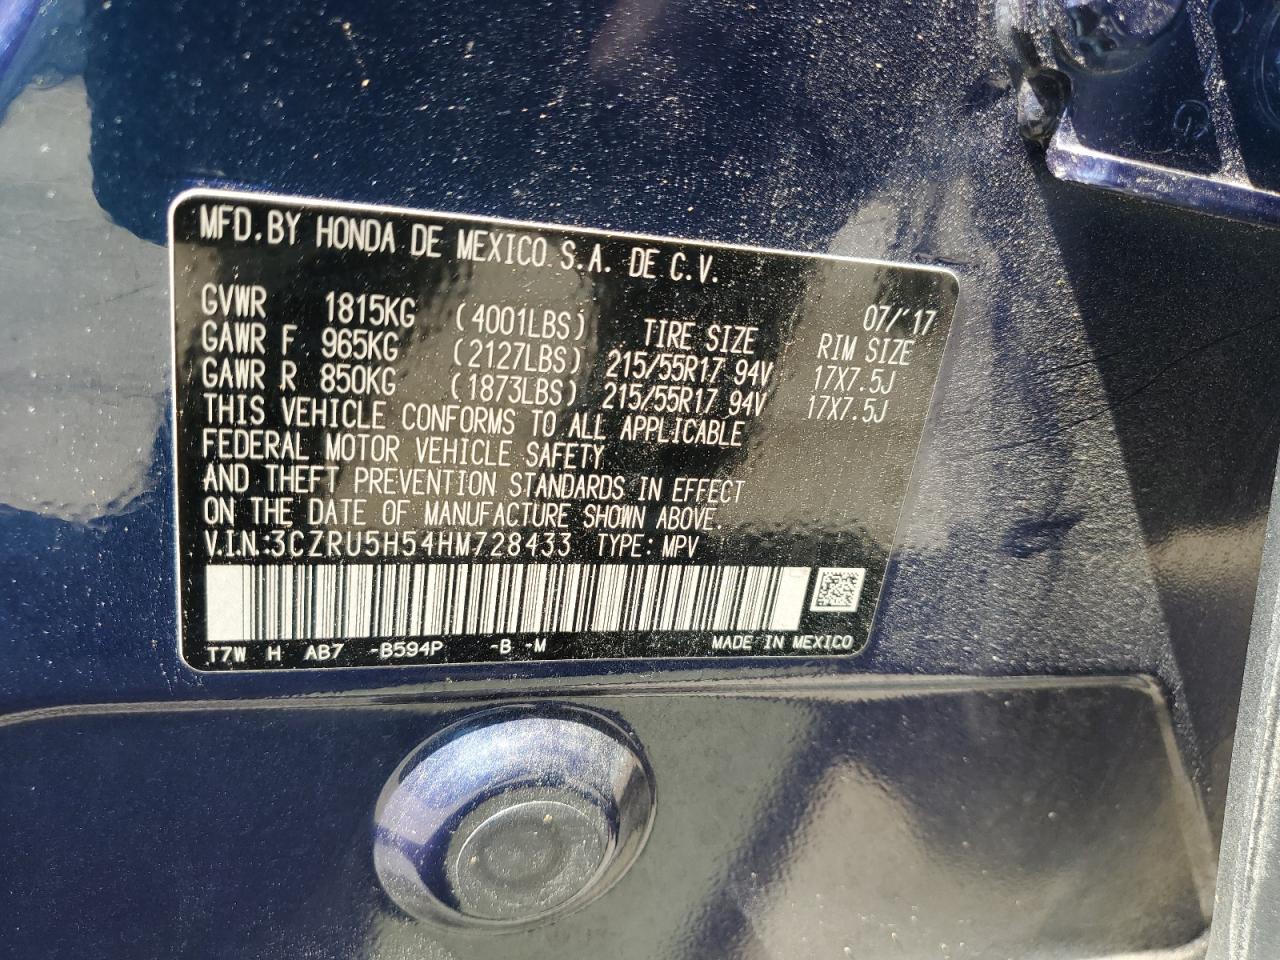 MFD. BY HONDA DE MEXICO S.A. DE C.V.
07/'17
GVWR 1815KG (4001LBS) TIRE SIZE RIM SIZE
GAWR F 965KG (2127LBS) 215/55R17 94V 17X7.5J
GAWR R 850KG (1873LBS) 215/55R17 94V 17X7.5J
THIS VEHICLE CONFORMS TO ALL APPLICABLE
FEDERAL MOTOR VEHICLE SAFETY
AND THEFT PREVENTION STANDARDS IN EFFECT
ON THE DATE OF MANUFACTURE SHOWN ABOVE.
V.I.N.:3CZRU5H54HM728433 TYPE: MPV
T7W H AB7 -B594P -B -M MADE IN MEXICO